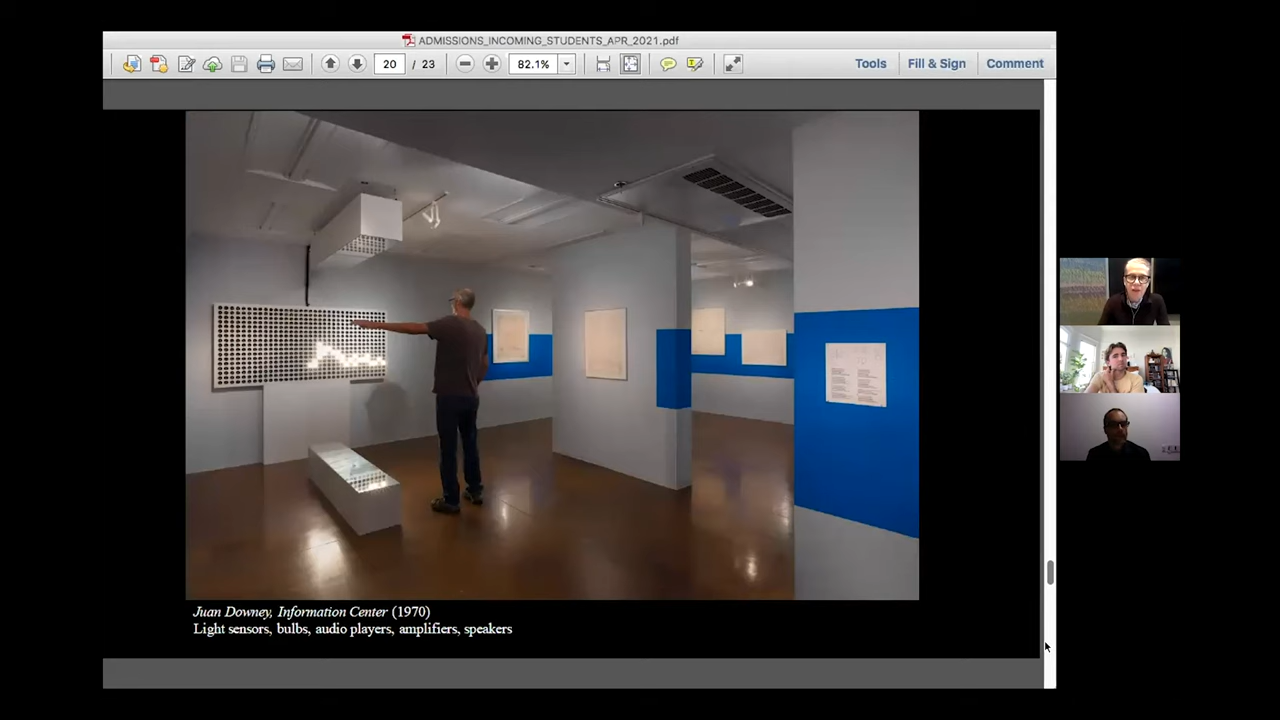 ADMISSIONS_INCOMING_STUDENTS_APR_2021.pdf
20 / 23
82.1%
Tools
Fill & Sign
Comment
Juan Downey, Information Center (1970)
Light sensors, bulbs, audio players, amplifiers, speakers